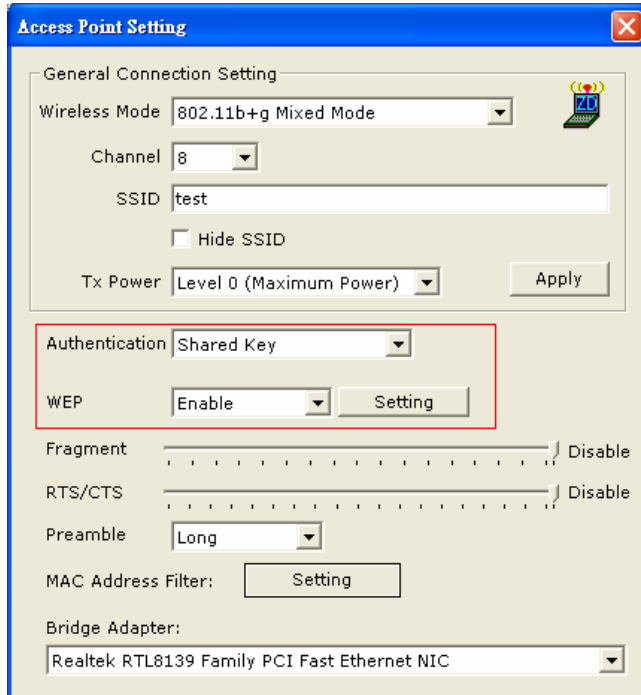 Access Point Setting
General Connection Setting
ZD
Wireless Mode 802.11b+g Mixed Mode
Channel 8
SSID test
Hide SSID
Tx Power Level 0 (Maximum Power) Apply
Authentication Shared Key
WEP Enable Setting
Fragment Disable
RTS/CTS Disable
Preamble Long
MAC Address Filter: Setting
Bridge Adapter:
Realtek RTL8139 Family PCI Fast Ethernet NIC